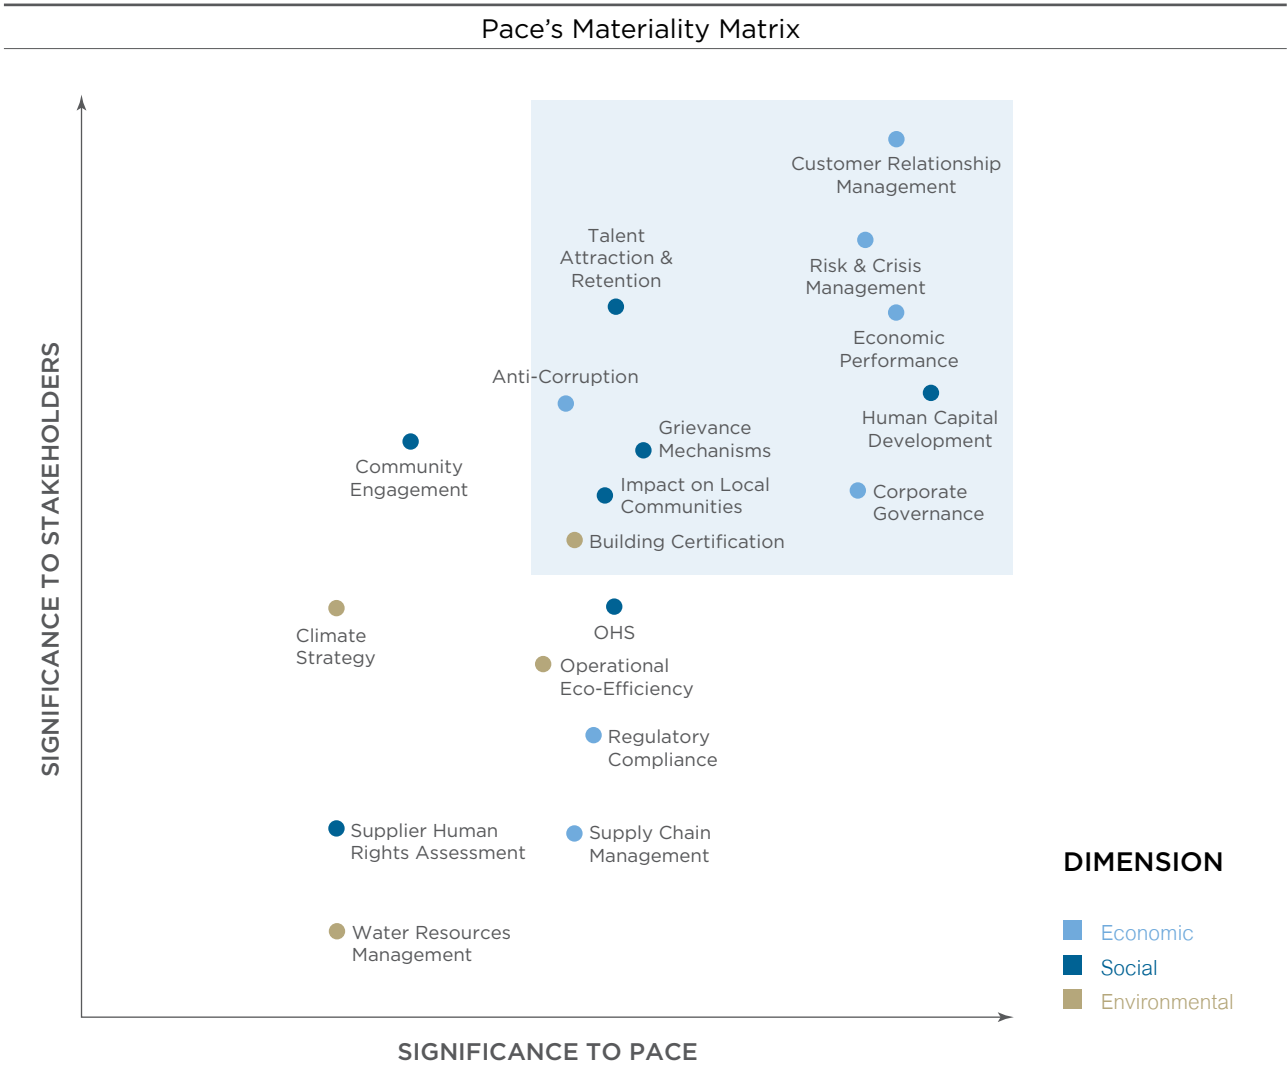 Pace’s Materiality Matrix
SIGNIFICANCE TO STAKEHOLDERS
Customer Relationship
Management
Talent
Attraction &
Retention
Risk & Crisis
Management
Economic
Performance
Anti-Corruption
Human Capital
Development
Grievance
Mechanisms
Community
Engagement
Impact on Local
Communities
Corporate
Governance
Building Certification
OHS
Climate
Strategy
Operational
Eco-Efficiency
Regulatory
Compliance
Supplier Human
Rights Assessment
Supply Chain
Management
Water Resources
Management
DIMENSION
Economic
Social
Environmental
SIGNIFICANCE TO PACE